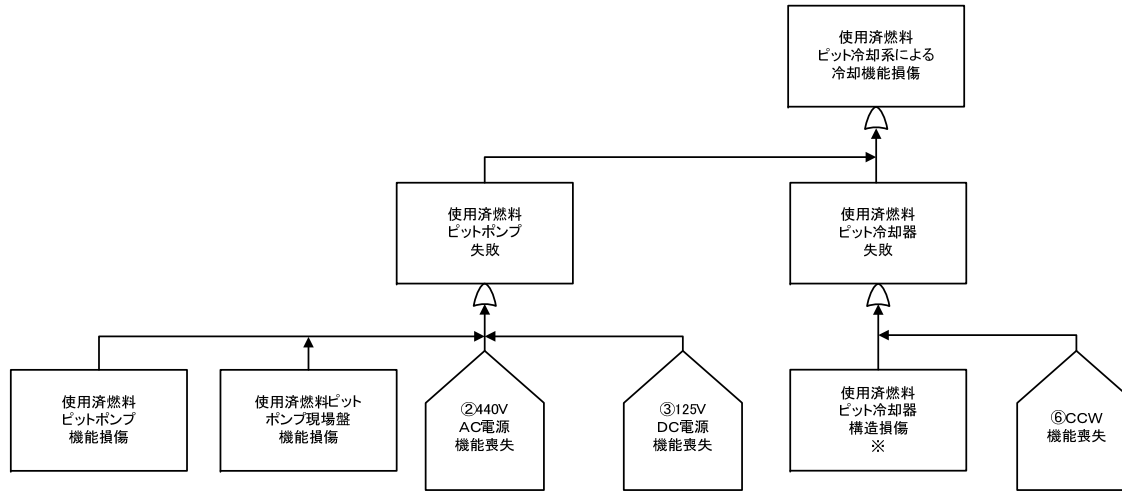 使用済燃料
ピット冷却系による
冷却機能損傷
使用済燃料
ピットポンプ
失敗
使用済燃料
ピット冷却器
失敗
使用済燃料
ピットポンプ
機能損傷
使用済燃料ピット
ポンプ現場盤
機能損傷
②440V
AC電源
機能喪失
③125V
DC電源
機能喪失
使用済燃料
ピット冷却器
構造損傷
※
⑥CCW
機能喪失